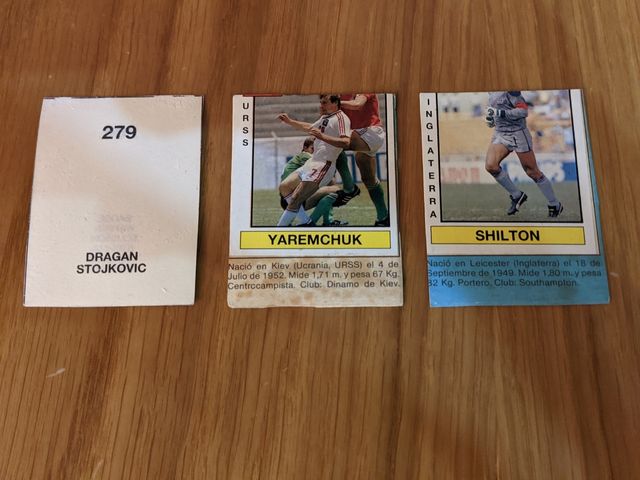 279
DRAGAN
STOJKOVIC
URSS
YAREMCHUK
Nació en Kiev (Ucrania, URSS) el 4 de
Julio de 1952. Mide 1,71 m. y pesa 67 Kg.
Centrocampista. Club: Dinamo de Kiev.
INGLATERRA
SHILTON
Nació en Leicester (Inglaterra) el 18 de
Septiembre de 1949. Mide 1,80 m. y pesa
82 Kg. Portero. Club: Southampton.